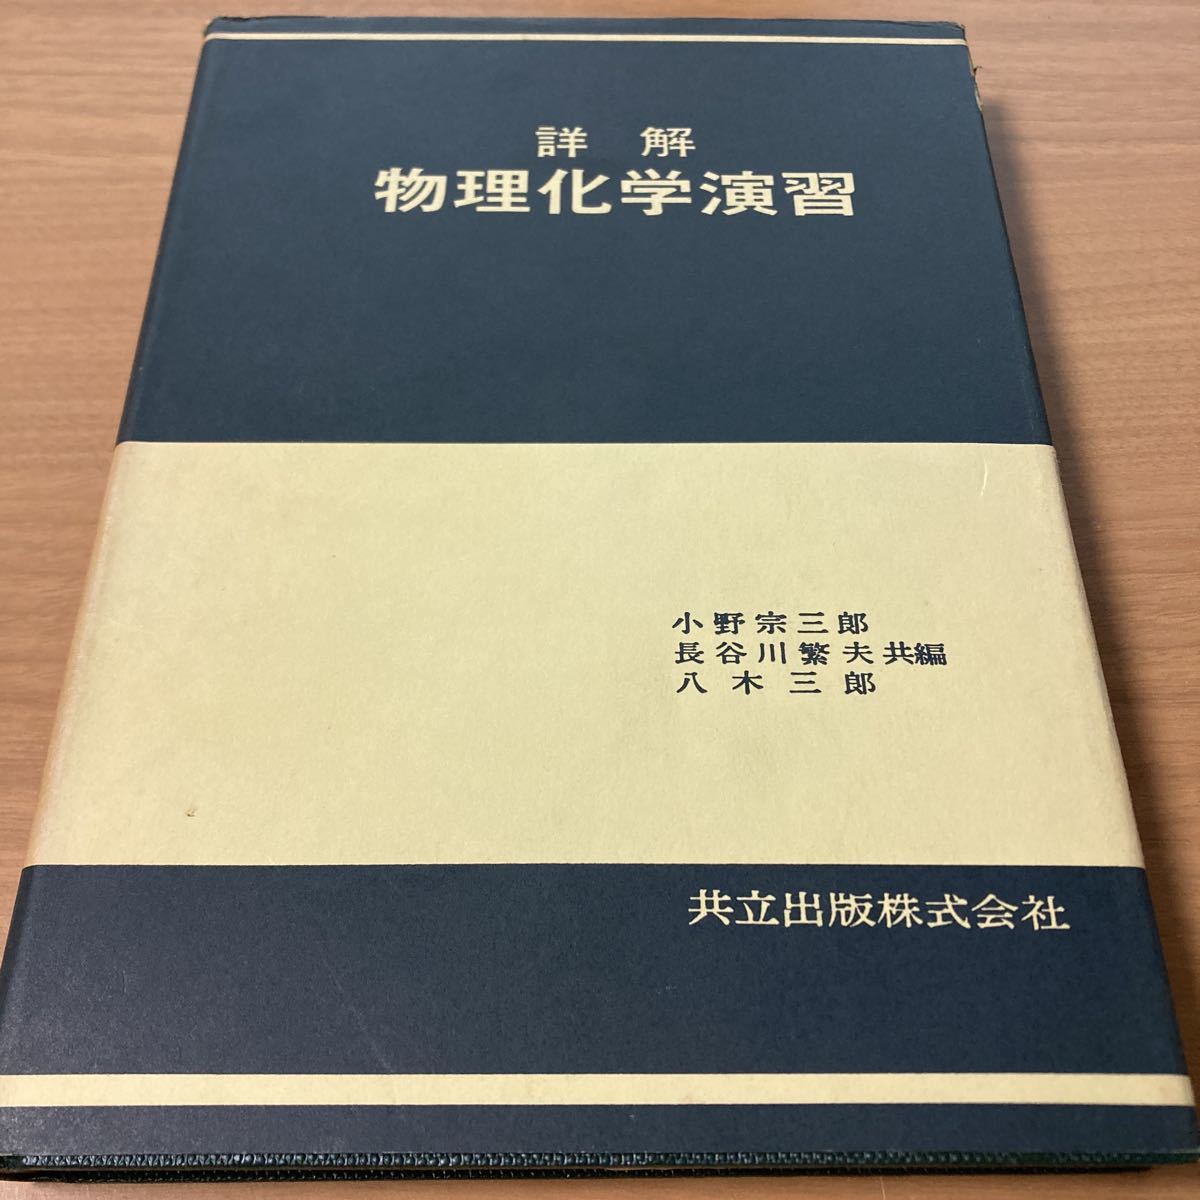 詳解
物理化学演習
小野宗三郎
長谷川繁夫共編
八木三郎
共立出版株式会社